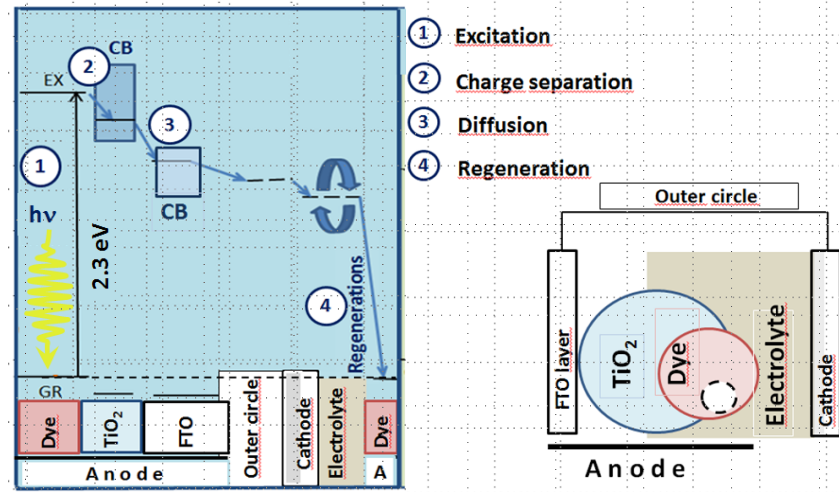 CB
2
EX
3
1
CB
hν
2.3 eV
4
Regenerations
GR
Dye
TiO2
FTO
Outer circle
Cathode
Electrolyte
Dye
Anode
A
1 Excitation
2 Charge separation
3 Diffusion
4 Regeneration
Outer circle
FTO layer
TiO2
Dye
Electrolyte
Cathode
Anode